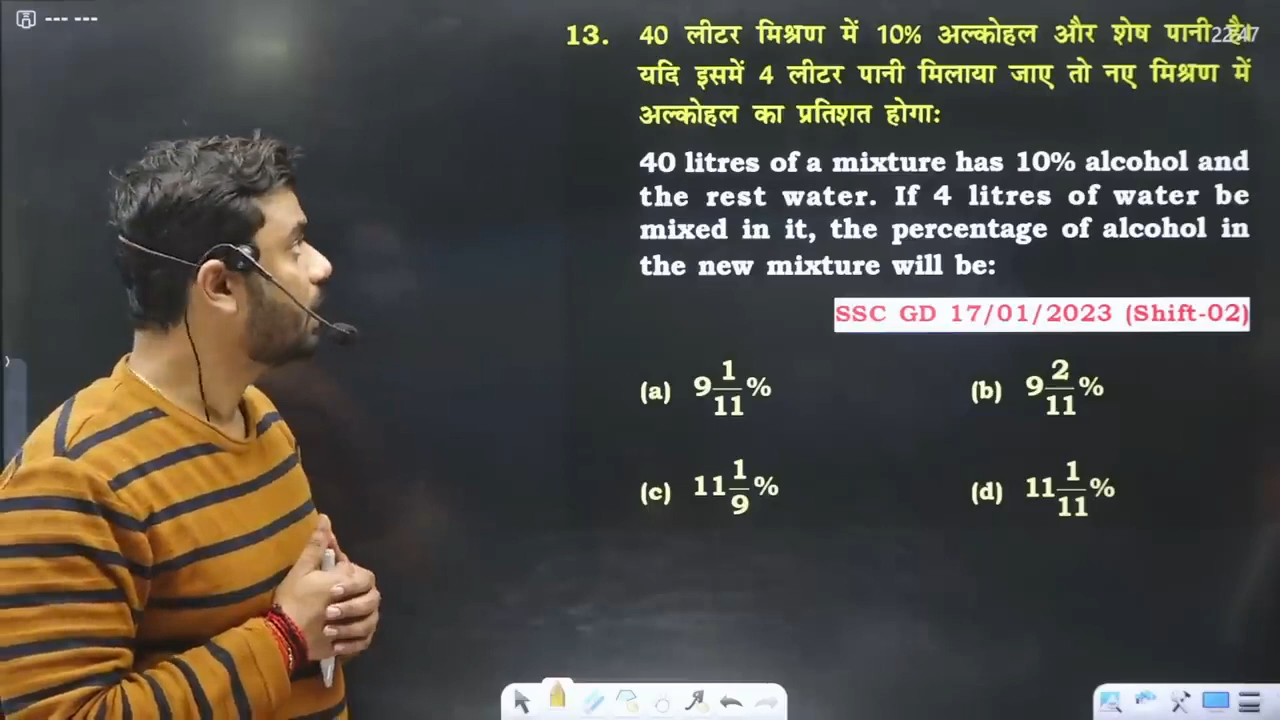 13. 40 लीटर मिश्रण में 10% अल्कोहल और शेष पानी है।
22:47
यदि इसमें 4 लीटर पानी मिलाया जाए तो नए मिश्रण में
अल्कोहल का प्रतिशत होगाः
40 litres of a mixture has 10% alcohol and
the rest water. If 4 litres of water be
mixed in it, the percentage of alcohol in
the new mixture will be:
SSC GD 17/01/2023 (Shift-02)
(a) 9 1/11 % (b) 9 2/11 %
(c) 11 1/9 % (d) 11 1/11 %